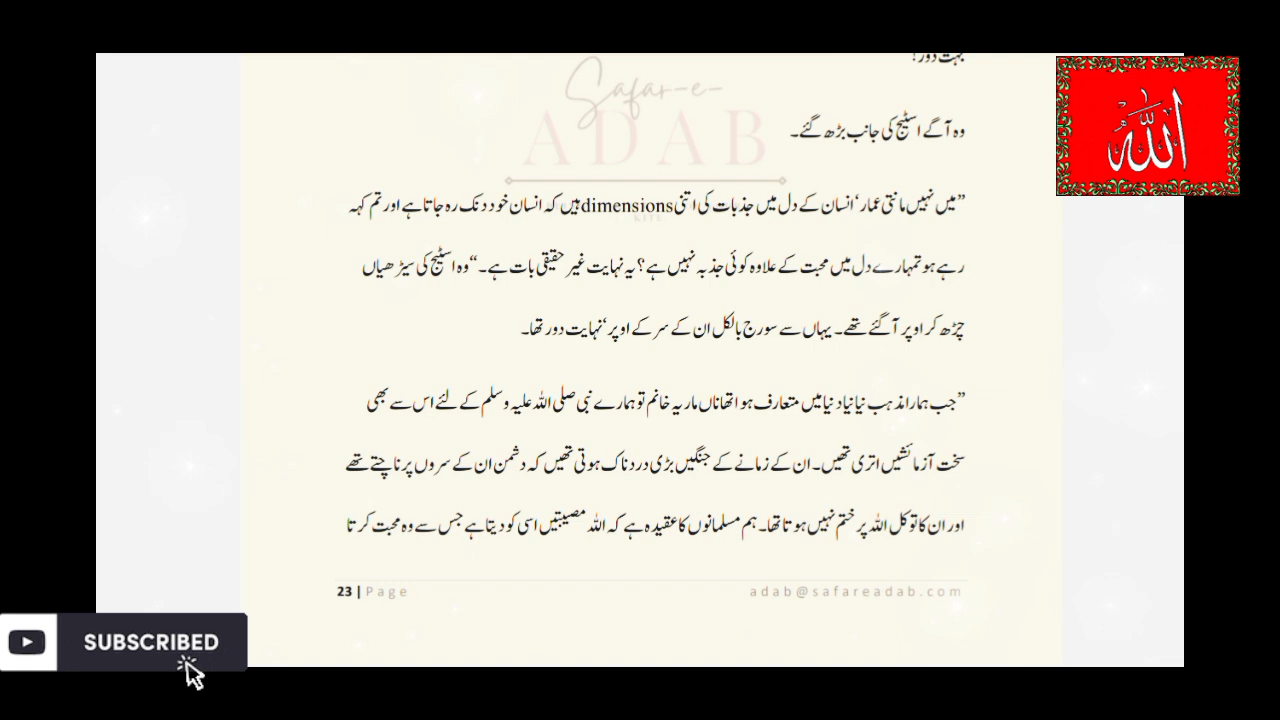 بہت دور!
Safar-e-
ADAB
KITE
وہ آگے اسٹیج کی جانب بڑھ گئے۔
”میں نہیں مانتی عمار‘ انسان کے دل میں جذبات کی اتنی dimensions ہیں کہ انسان خود دنگ رہ جاتا ہے اور تم کہہ
رہے ہو تمہارے دل میں محبت کے علاوہ کوئی جذبہ نہیں ہے؟ یہ نہایت غیر حقیقی بات ہے۔“ وہ اسٹیج کی سیڑھیاں
چڑھ کر اوپر آ گئے تھے۔ یہاں سے سورج بالکل ان کے سر کے اوپر‘ نہایت دور تھا۔
”جب ہمارا مذہب نیا نیا دنیا میں متعارف ہوا تھا ناں ماریہ خانم تو ہمارے نبی صلی اللہ علیہ وسلم کے لئے اس سے بھی
سخت آزمائشیں اتری تھیں۔ ان کے زمانے کے جنگیں بڑی دردناک ہوتی تھیں کہ دشمن ان کے سروں پر ناچتے تھے
اور ان کا توکل اللہ پر ختم نہیں ہوتا تھا۔ ہم مسلمانوں کا عقیدہ ہے کہ اللہ مصیبتیں اسی کو دیتا ہے جس سے وہ محبت کرتا
23 | Page
adab@safareadab.com
الله
SUBSCRIBED